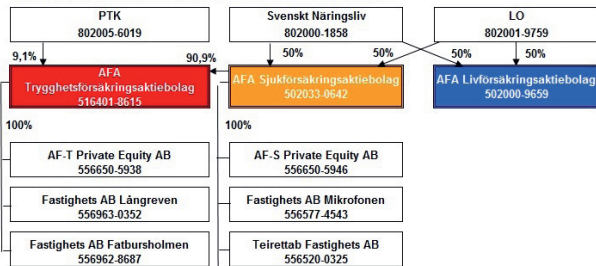 PTK
802005-6019
Svenskt Näringsliv
802000-1858
LO
802001-9759
9,1%
90,9%
50%
50%
50%
50%
AFA
Trygghetsförsäkringsaktiebolag
516401-8615
AFA Sjukförsäkringsaktiebolag
502033-0642
AFA Livförsäkringsaktiebolag
502000-9659
100%
100%
AF-T Private Equity AB
556650-5938
AF-S Private Equity AB
556650-5946
Fastighets AB Långreven
556963-0352
Fastighets AB Mikrofonen
556577-4543
Fastighets AB Fatbursholmen
556962-8687
Teirettab Fastighets AB
556520-0325